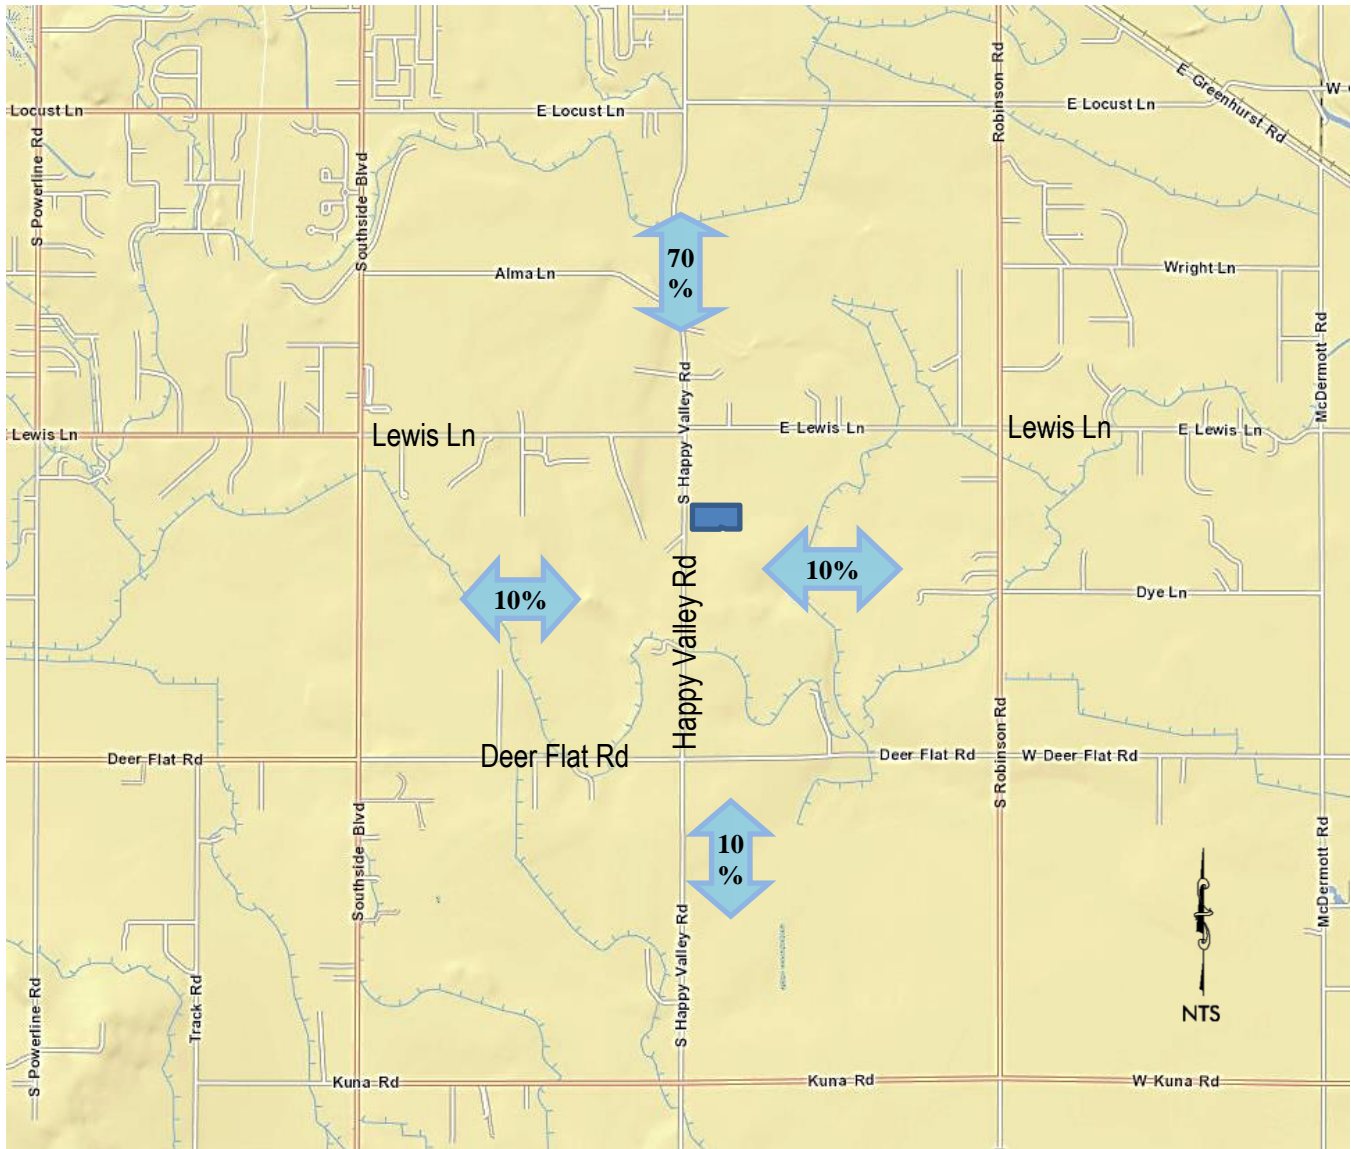 E Locust Ln
E Greenhurst Rd
W
Locust Ln
E Locust Ln
Robinson Rd
S Powerline Rd
Southside Blvd
70
%
Alma Ln
Wright Ln
McDermott Rd
S Happy Valley Rd
Lewis Ln
Lewis Ln
E Lewis Ln
Lewis Ln
E Lewis Ln
10%
10%
Dye Ln
Happy Valley Rd
Deer Flat Rd
Deer Flat Rd
Deer Flat Rd
W Deer Flat Rd
S Robinson Rd
Southside Blvd
10
%
McDermott Rd
S Happy Valley Rd
NTS
S Powerline Rd
Track Rd
Kuna Rd
Kuna Rd
W Kuna Rd